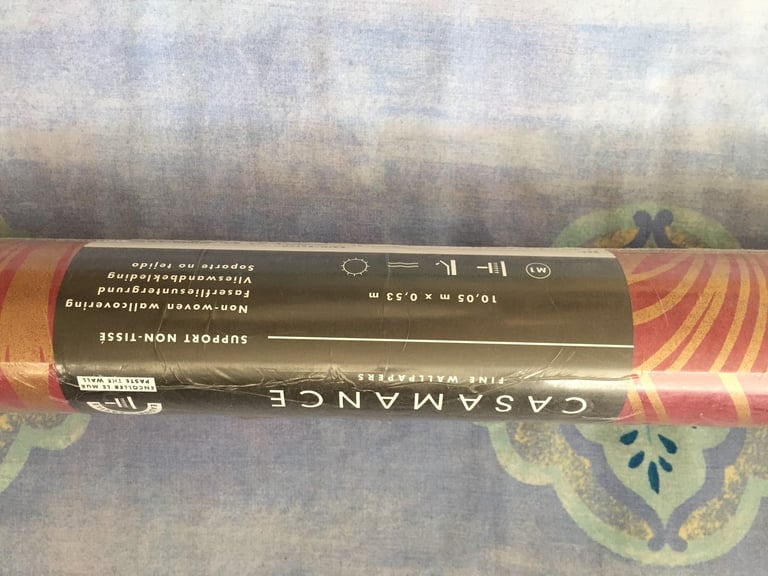 CASAMANCE
FINE WALLPAPERS
ENCOLLER LE MUR
PASTE THE WALL
SUPPORT NON-TISSÉ
Non-woven wallcovering
Faserfliesuntergrund
Vlieswandbekleding
Soporte no tejido
10,05 m x 0,53 m
M1